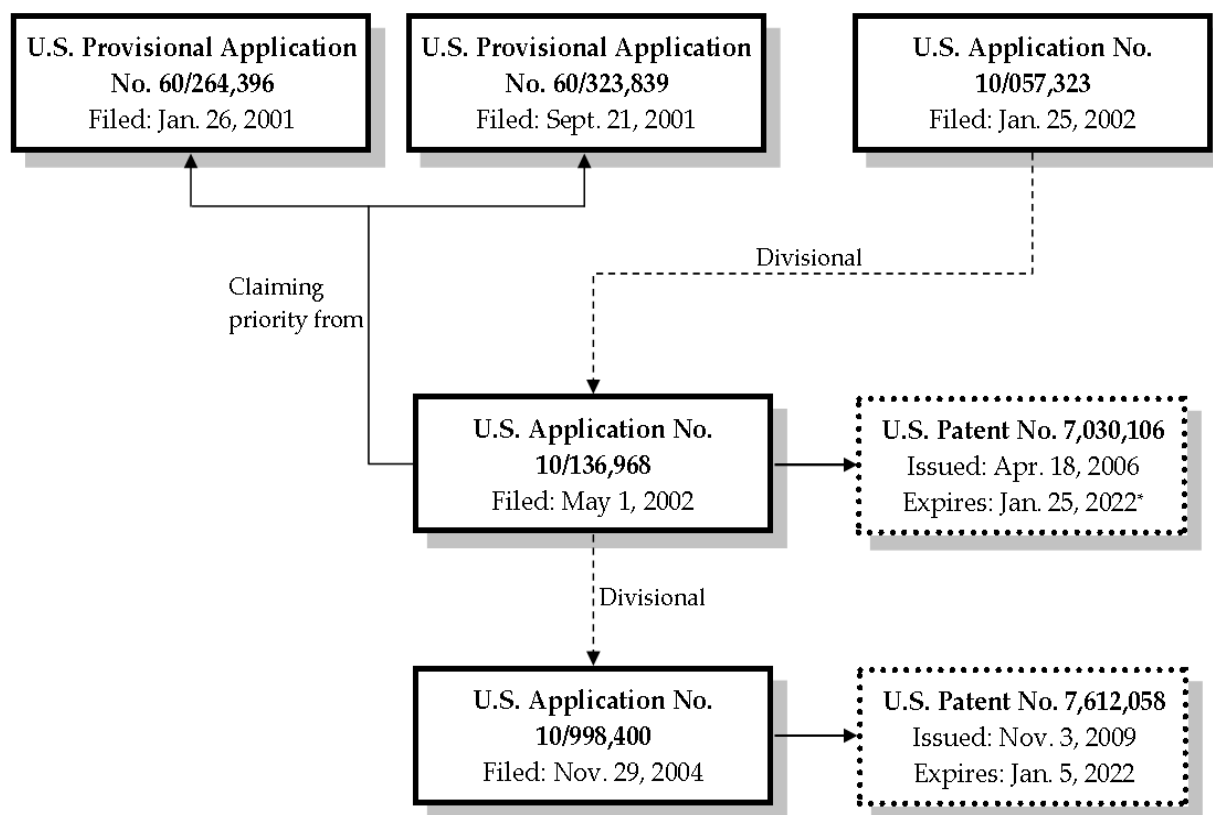 U.S. Provisional Application
No. 60/264,396
Filed: Jan. 26, 2001
U.S. Provisional Application
No. 60/323,839
Filed: Sept. 21, 2001
U.S. Application No.
10/057,323
Filed: Jan. 25, 2002
Divisional
Claiming
priority from
U.S. Application No.
10/136,968
Filed: May 1, 2002
U.S. Patent No. 7,030,106
Issued: Apr. 18, 2006
Expires: Jan. 25, 2022*
Divisional
U.S. Application No.
10/998,400
Filed: Nov. 29, 2004
U.S. Patent No. 7,612,058
Issued: Nov. 3, 2009
Expires: Jan. 5, 2022